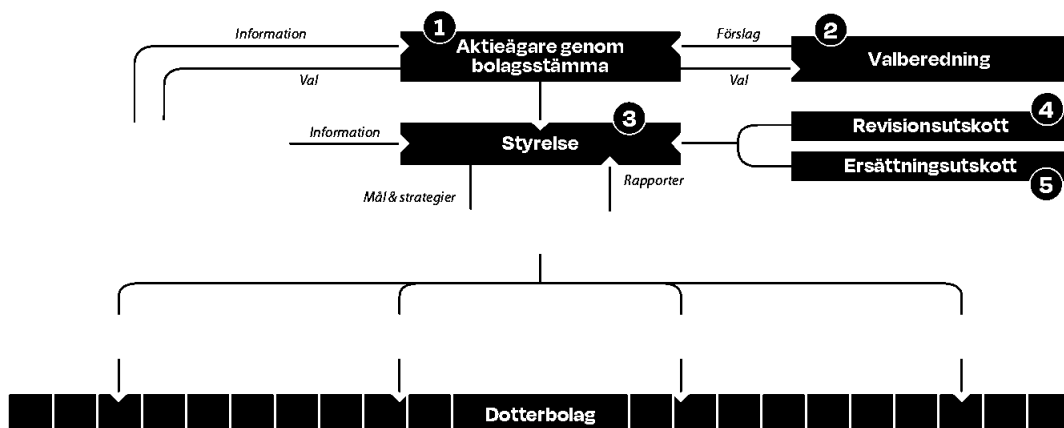 1
Information
Aktieägare genom
bolagsstämma
Förslag
2
Valberedning
Val
Val
Information
3
Styrelse
4
Revisionsutskott
Ersättningsutskott
5
Mål & strategier
Rapporter
Dotterbolag